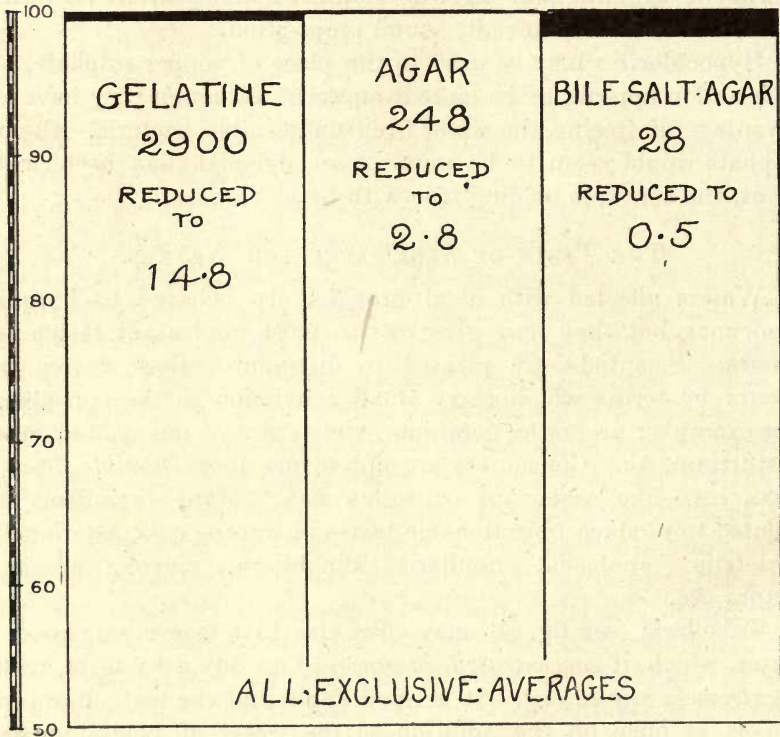 100
90
80
70
60
50
GELATINE
2900
REDUCED
TO
14·8
AGAR
248
REDUCED
TO
2·8
BILE SALT·AGAR
28
REDUCED TO
0·5
ALL·EXCLUSIVE·AVERAGES